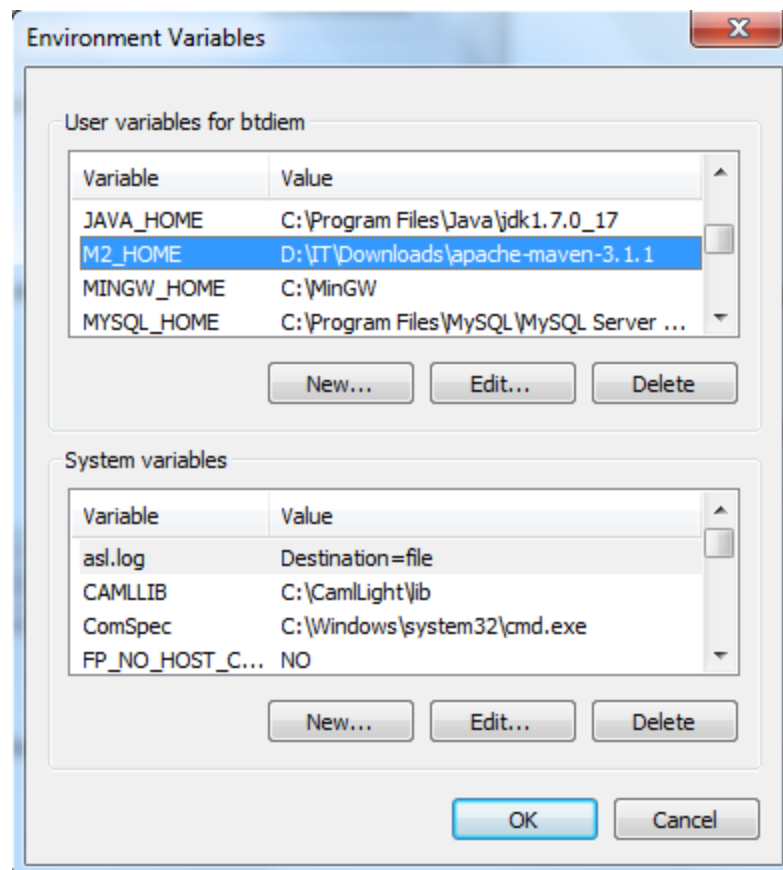 Environment Variables
User variables for btdiem
Variable Value
JAVA_HOME C:\Program Files\Java\jdk1.7.0_17
M2_HOME D:\IT\Downloads\apache-maven-3.1.1
MINGW_HOME C:\MinGW
MYSQL_HOME C:\Program Files\MySQL\MySQL Server ...
New... Edit... Delete
System variables
Variable Value
asl.log Destination=file
CAMLLIB C:\CamlLight\lib
ComSpec C:\Windows\system32\cmd.exe
FP_NO_HOST_C... NO
New... Edit... Delete
OK Cancel